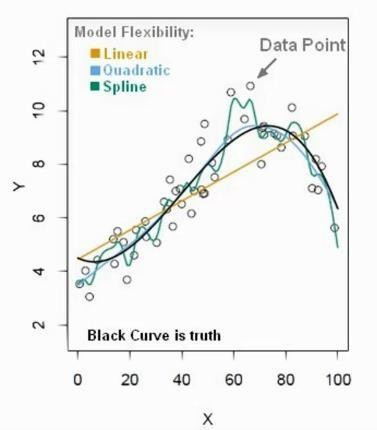 Model Flexibility:
Linear
Quadratic
Spline
Data Point
12
10
8
6
4
2
Y
Black Curve is truth
0 20 40 60 80 100
X